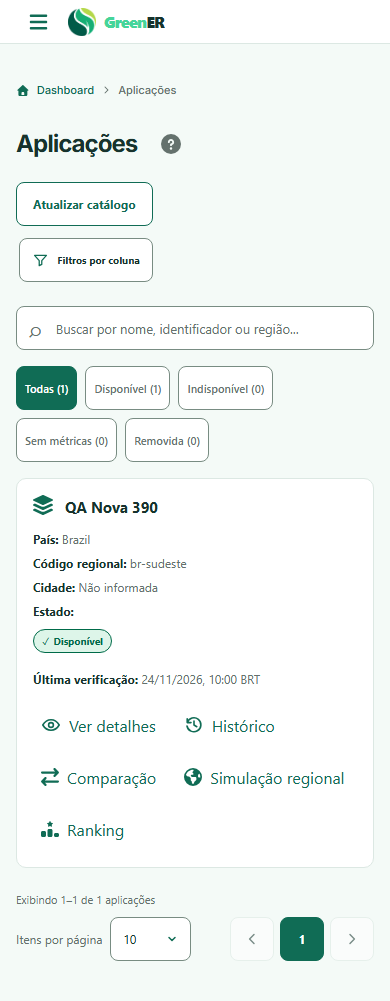 GreenER
Dashboard > Aplicações
Aplicações ?
Atualizar catálogo
Filtros por coluna
Buscar por nome, identificador ou região...
Todas (1) Disponível (1) Indisponível (0)
Sem métricas (0) Removida (0)
QA Nova 390
País: Brazil
Código regional: br-sudeste
Cidade: Não informada
Estado:
✓ Disponível
Última verificação: 24/11/2026, 10:00 BRT
Ver detalhes Histórico
Comparação Simulação regional
Ranking
Exibindo 1–1 de 1 aplicações
Itens por página 10 1